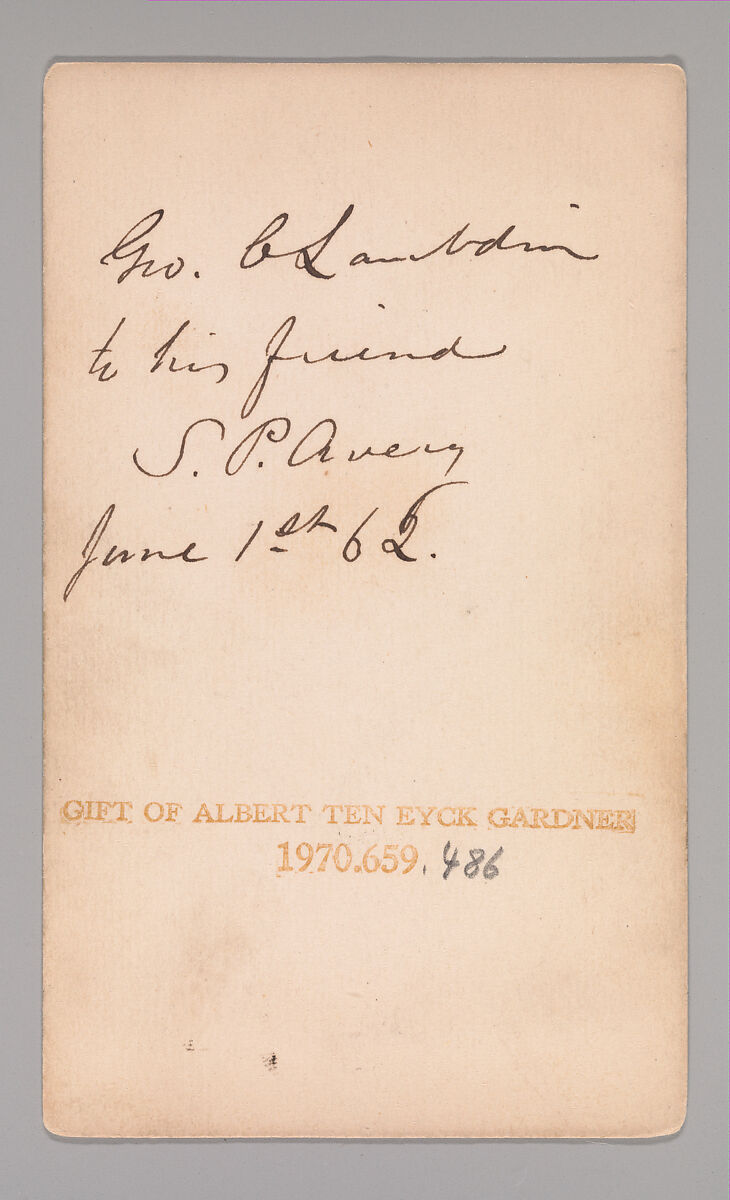 Geo. C Lambdin
to his friend
S. P. Avery
June 1st 62.
GIFT OF ALBERT TEN EYCK GARDNER
1970.659.486